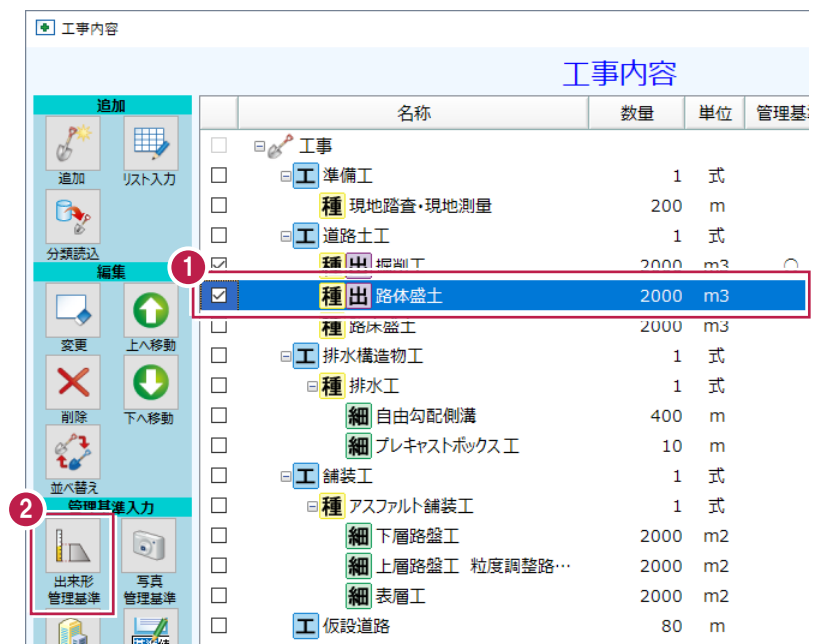 工事内容
工事内容
追加
追加
リスト入力
分類読込
編集
変更
上へ移動
削除
下へ移動
並べ替え
管理基準入力
出来形
管理基準
写真
管理基準
1
2
名称 数量 単位 管理基
工事
工 準備工 1 式
種 現地踏査・現地測量 200 m
工 道路土工 1 式
種 出 掘削工 2000 m3 ○
種 出 路体盛土 2000 m3
種 路床盛土 2000 m3
工 排水構造物工 1 式
種 排水工 1 式
細 自由勾配側溝 400 m
細 プレキャストボックス工 10 m
工 舗装工 1 式
種 アスファルト舗装工 1 式
細 下層路盤工 2000 m2
細 上層路盤工 粒度調整路… 2000 m2
細 表層工 2000 m2
工 仮設道路 80 m